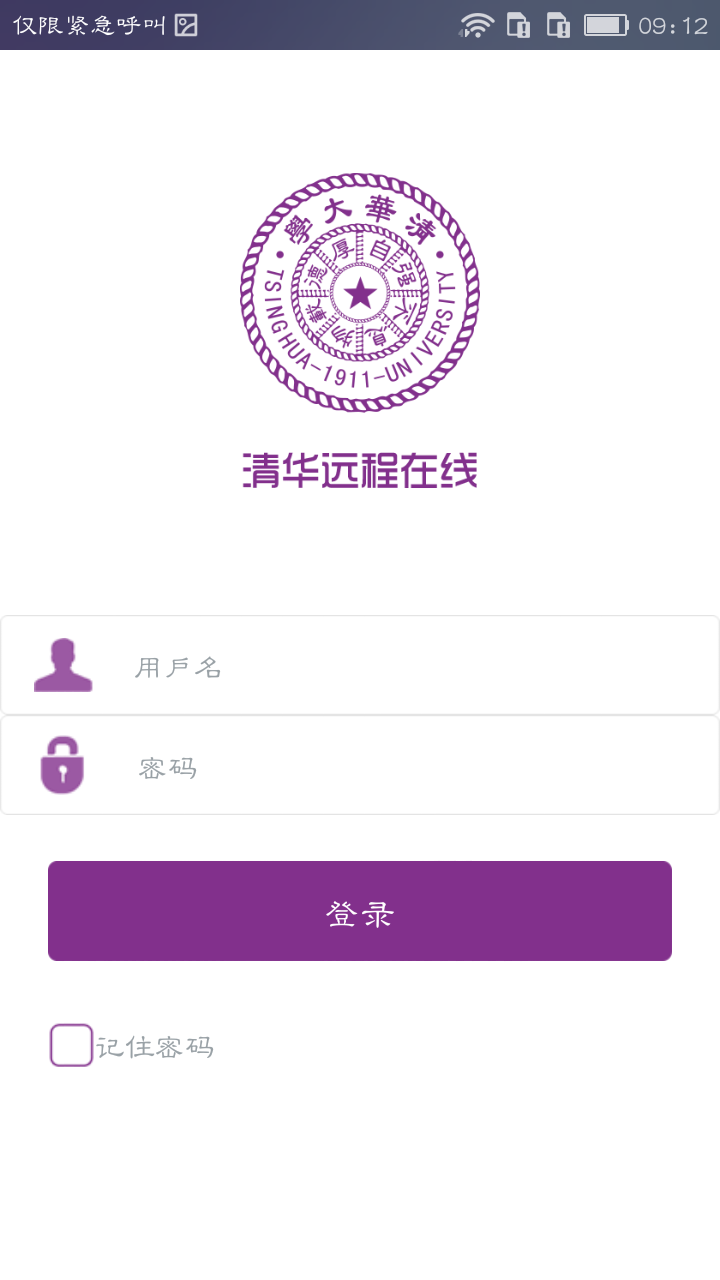 仅限紧急呼叫 09:12
學大華清
TSINGHUA-1911-UNIVERSITY
自强不息厚德載物
清华远程在线
用戶名
密码
登录
记住密码